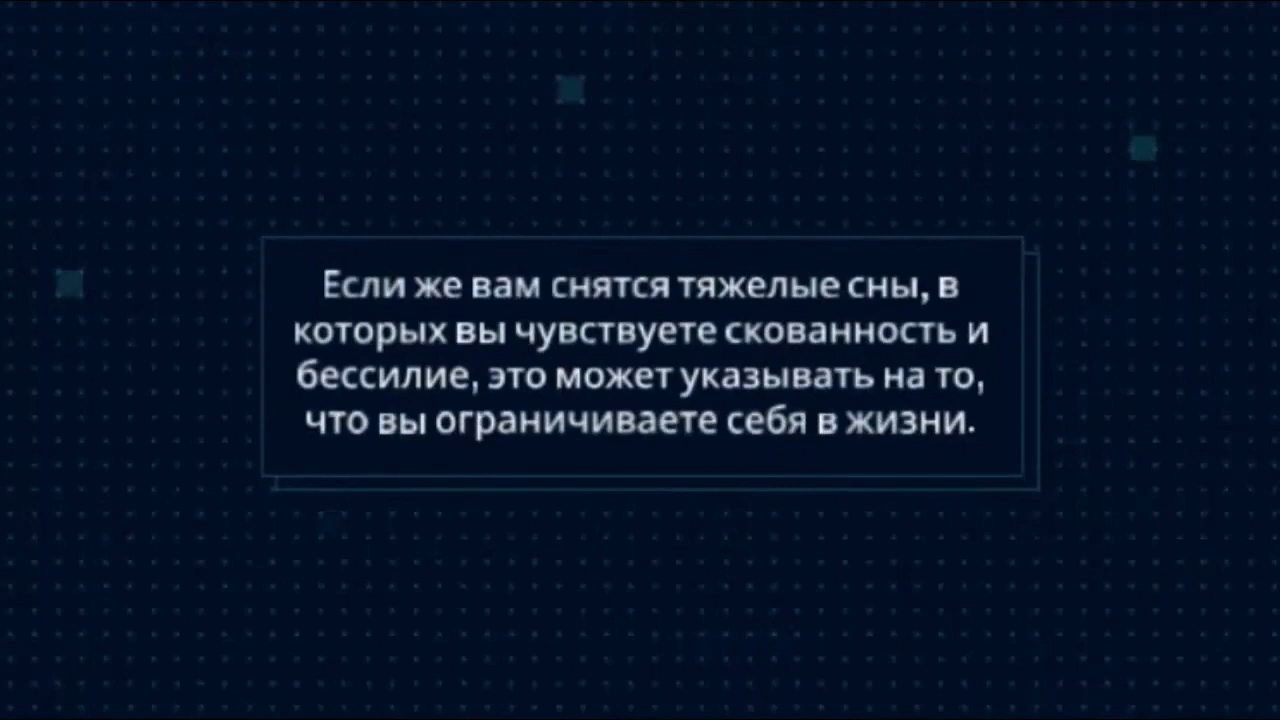 Если же вам снятся тяжелые сны, в
которых вы чувствуете скованность и
бессилие, это может указывать на то,
что вы ограничиваете себя в жизни.